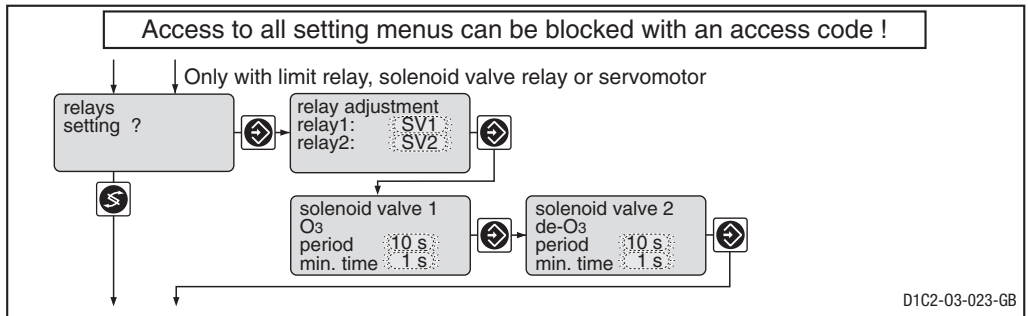 Access to all setting menus can be blocked with an access code !
Only with limit relay, solenoid valve relay or servomotor
relays
setting ?
relay adjustment
relay1: SV1
relay2: SV2
solenoid valve 1
O3
period 10 s
min. time 1 s
solenoid valve 2
de-O3
period 10 s
min. time 1 s
D1C2-03-023-GB